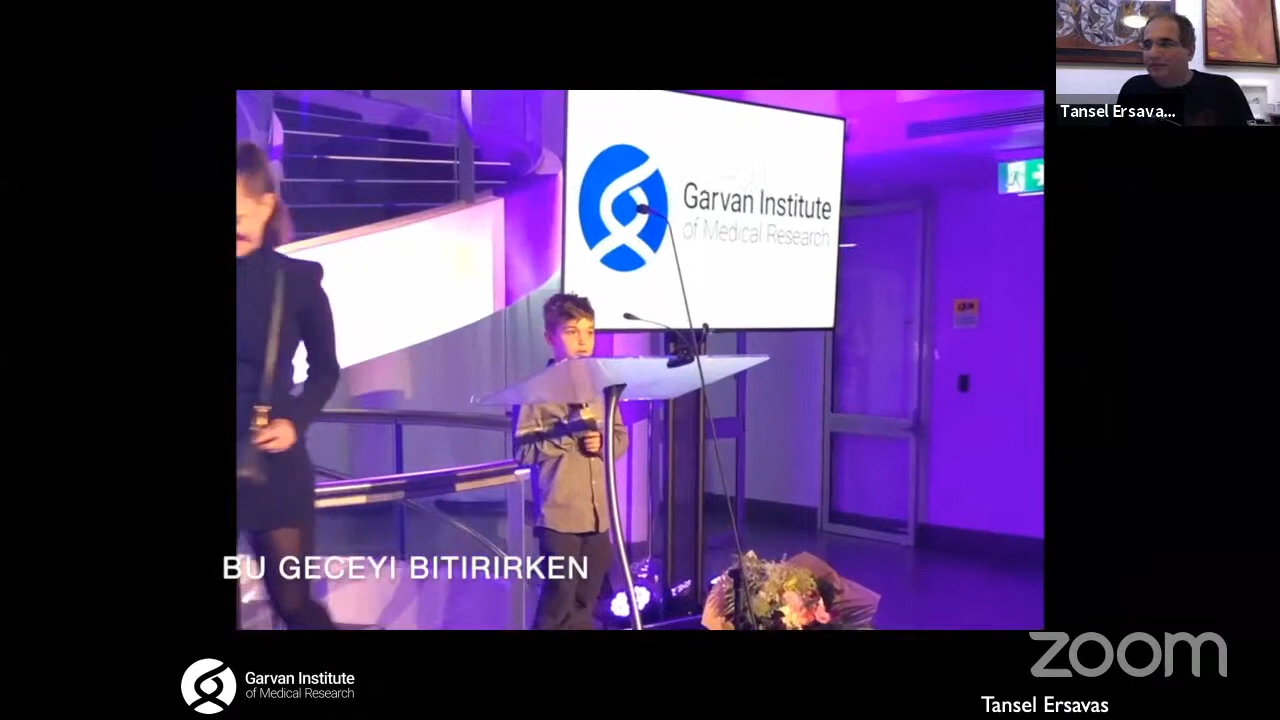 Tansel Ersava...
Garvan Institute
of Medical Research
BU GECEYI BITIRIRKEN
zoom
Garvan Institute
of Medical Research
Tansel Ersavas